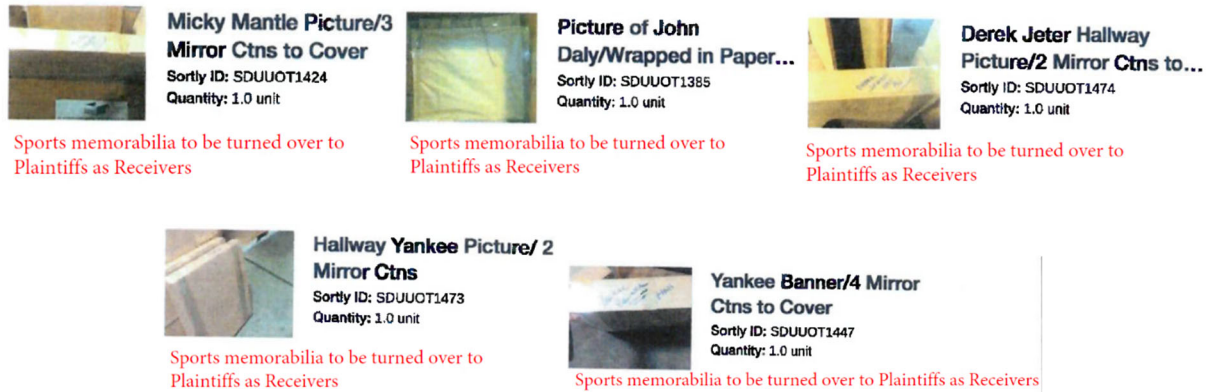 Micky Mantle Picture/3
Mirror Ctns to Cover
Sortly ID: SDUUOT1424
Quantity: 1.0 unit
Sports memorabilia to be turned over to
Plaintiffs as Receivers
Picture of John
Daly/Wrapped in Paper...
Sortly ID: SDUUOT1385
Quantity: 1.0 unit
Sports memorabilia to be turned over to
Plaintiffs as Receivers
Derek Jeter Hallway
Picture/2 Mirror Ctns to...
Sortly ID: SDUUOT1474
Quantity: 1.0 unit
Sports memorabilia to be turned over to
Plaintiffs as Receivers
Hallway Yankee Picture/ 2
Mirror Ctns
Sortly ID: SDUUOT1473
Quantity: 1.0 unit
Sports memorabilia to be turned over to
Plaintiffs as Receivers
Yankee Banner/4 Mirror
Ctns to Cover
Sortly ID: SDUUOT1447
Quantity: 1.0 unit
Sports memorabilia to be turned over to Plaintiffs as Receivers